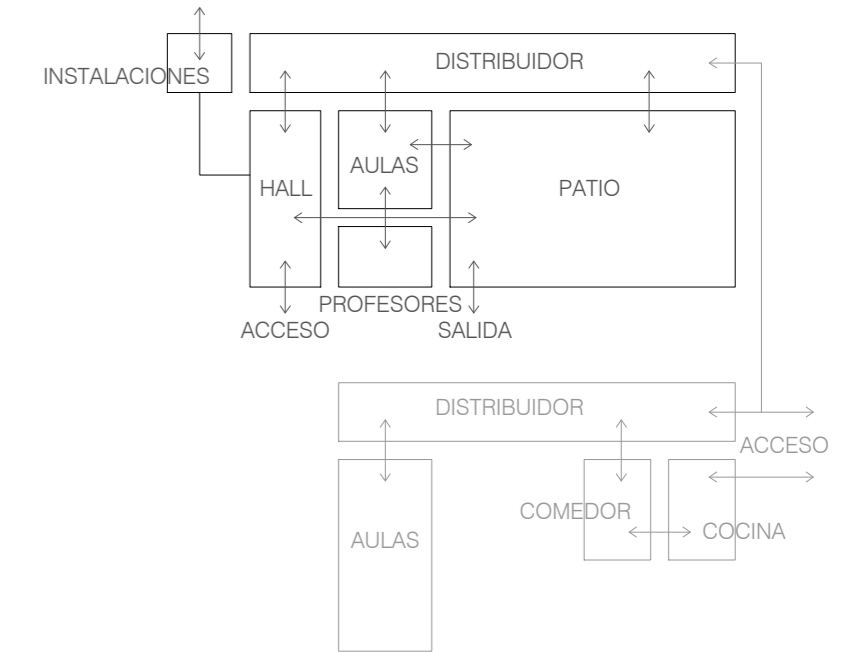 DISTRIBUIDOR
INSTALACIONES
AULAS
HALL
PATIO
PROFESORES
ACCESO
SALIDA
DISTRIBUIDOR
ACCESO
COMEDOR
COCINA
AULAS